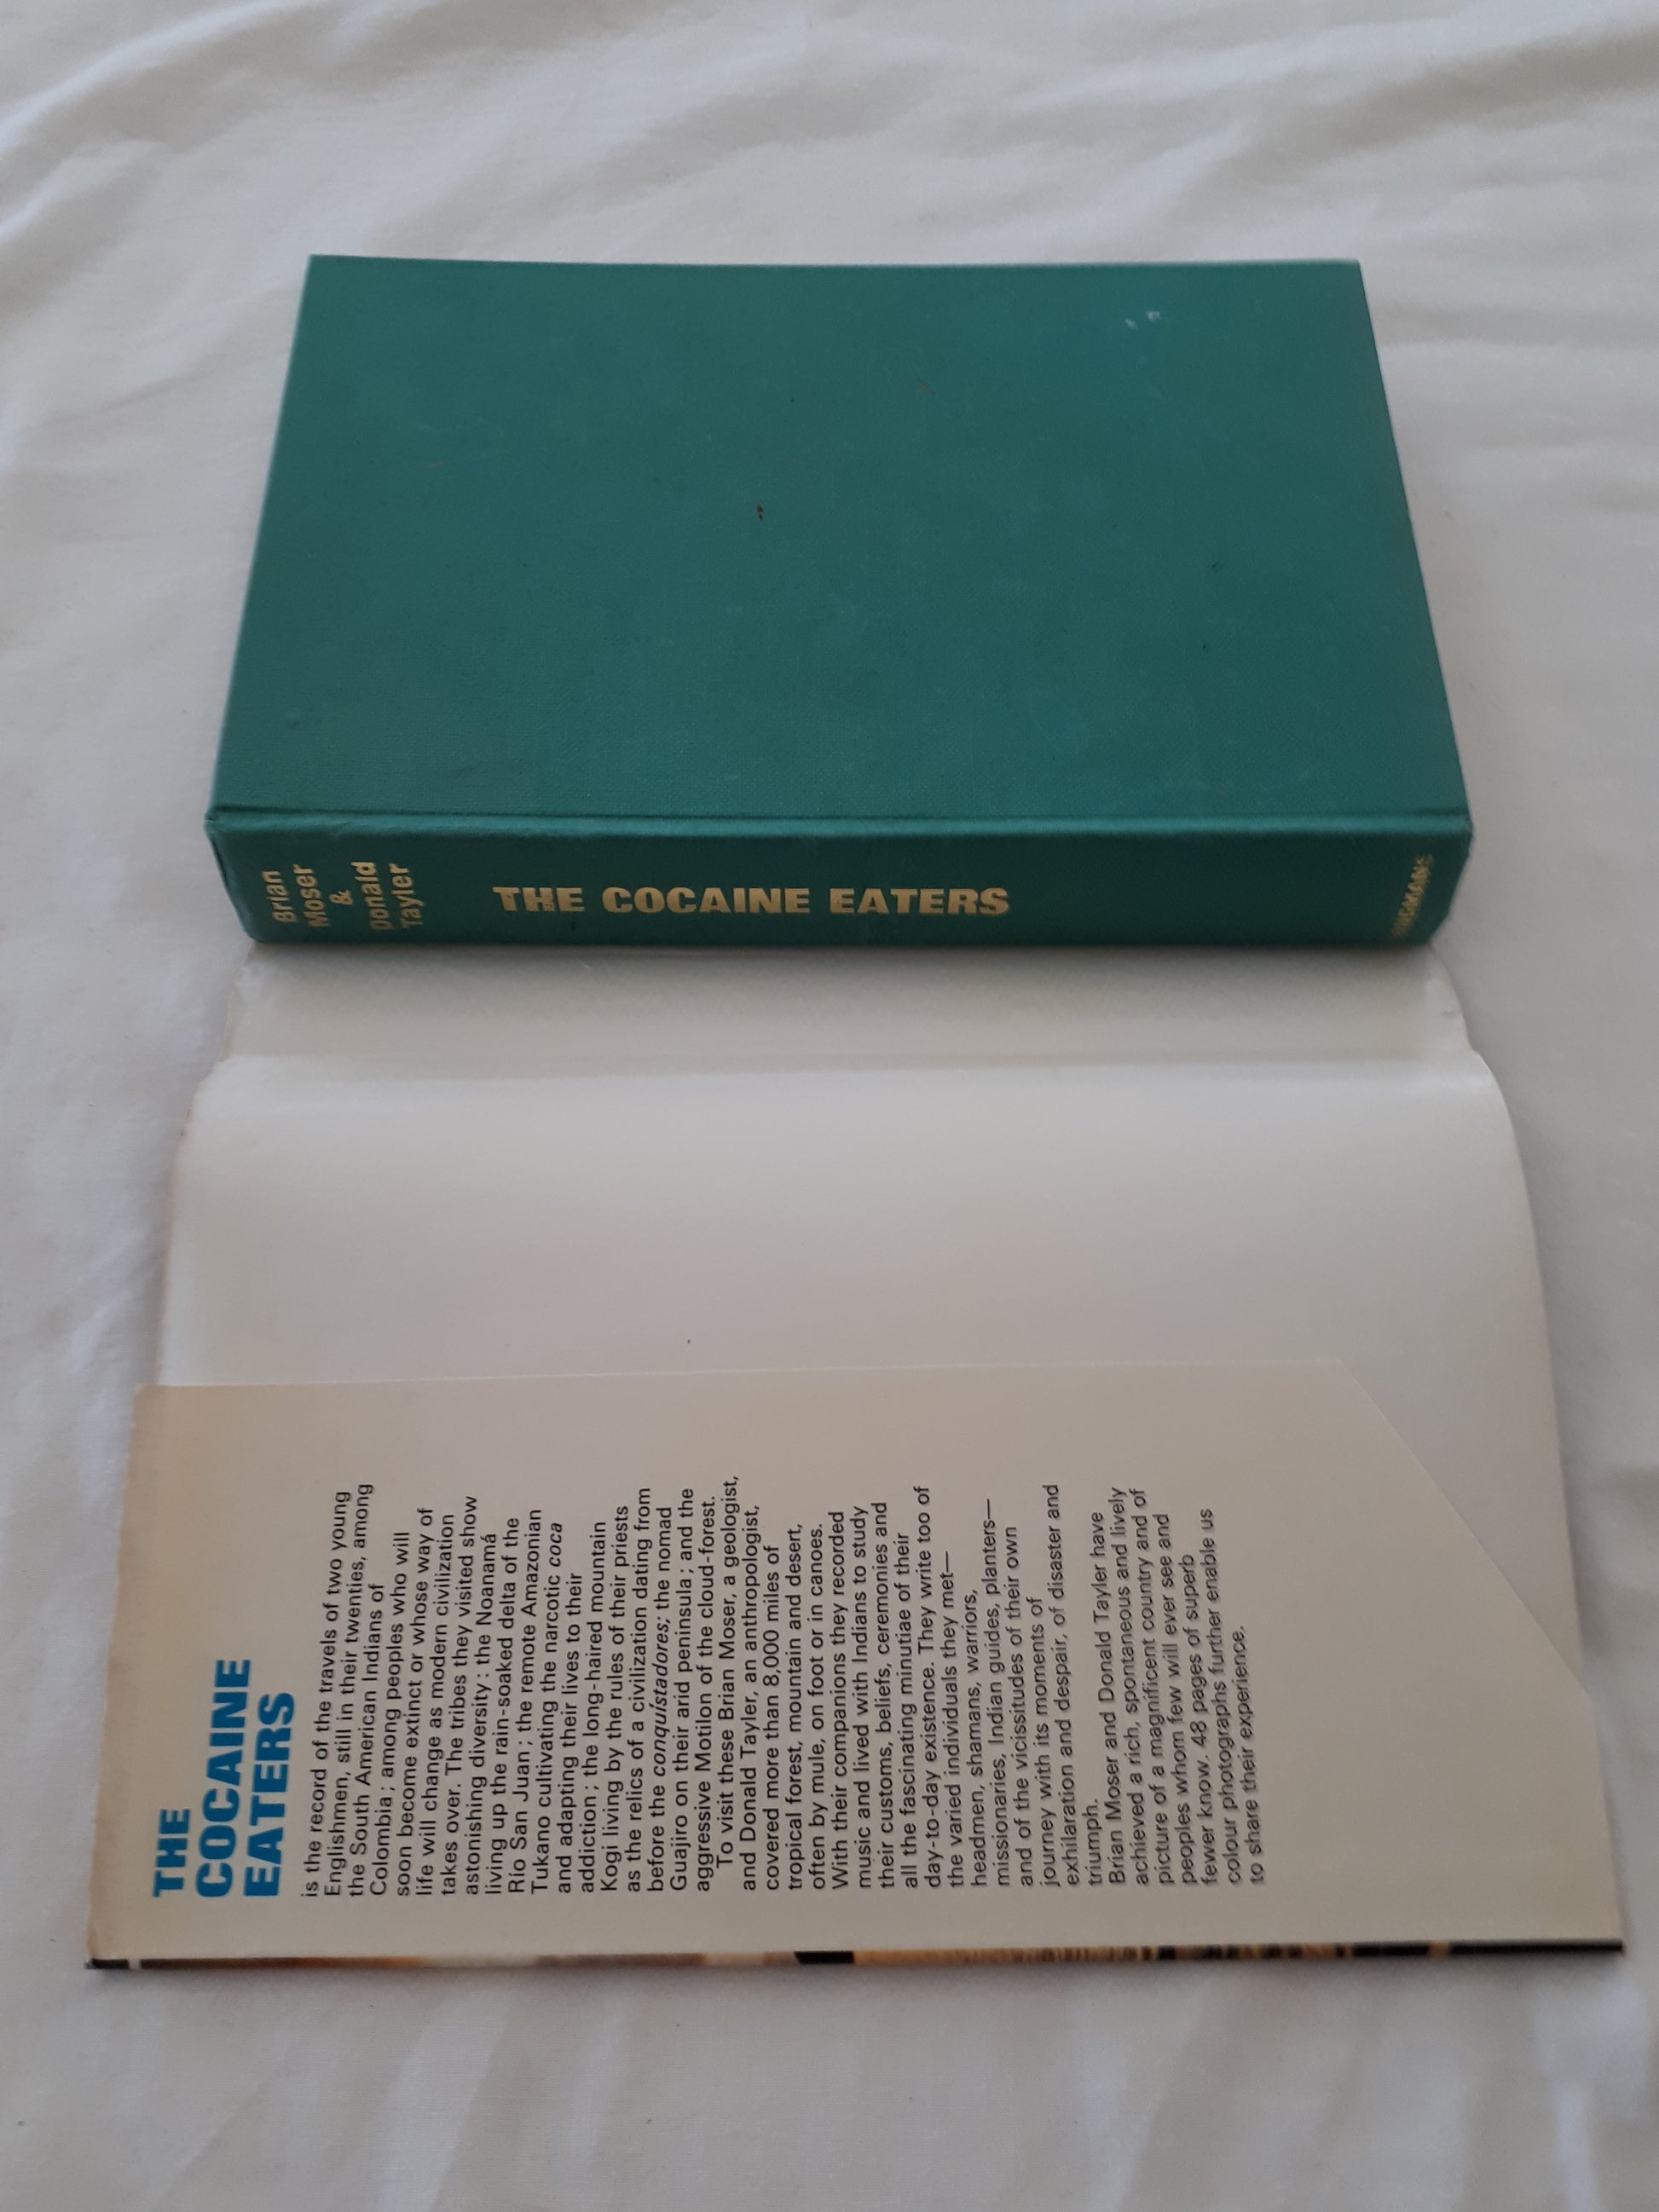 Brian
Moser
&
Donald
Tayler
THE COCAINE EATERS
LONGMANS
THE
COCAINE
EATERS
is the record of the travels of two young
Englishmen, still in their twenties, among
the South American Indians of
Colombia; among peoples who will
soon become extinct or whose way of
life will change as modern civilization
takes over. The tribes they visited show
astonishing diversity: the Noanamá
living up the rain-soaked delta of the
Río San Juan; the remote Amazonian
Tukano cultivating the narcotic coca
and adapting their lives to their
addiction; the long-haired mountain
Kogi living by the rules of their priests
as the relics of a civilization dating from
before the conquístadores; the nomad
Guajiro on their arid peninsula; and the
aggressive Motilon of the cloud-forest.
To visit these Brian Moser, a geologist,
and Donald Tayler, an anthropologist,
covered more than 8,000 miles of
tropical forest, mountain and desert,
often by mule, on foot or in canoes.
With their companions they recorded
music and lived with Indians to study
their customs, beliefs, ceremonies and
all the fascinating minutiae of their
day-to-day existence. They write too of
the varied individuals they met—
headmen, shamans, warriors,
missionaries, Indian guides, planters—
and of the vicissitudes of their own
journey with its moments of
exhilaration and despair, of disaster and
triumph.
Brian Moser and Donald Tayler have
achieved a rich, spontaneous and lively
picture of a magnificent country and of
peoples whom few will ever see and
fewer know. 48 pages of superb
colour photographs further enable us
to share their experience.